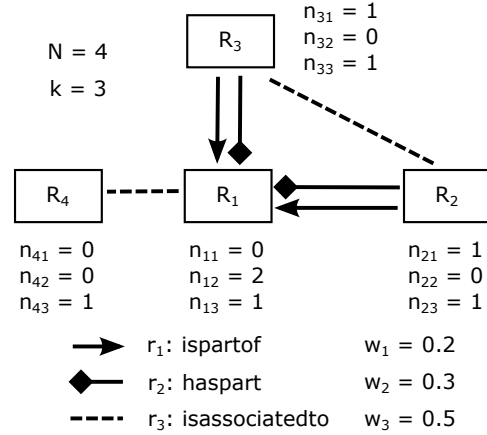 N = 4
k = 3
R₃
n₃₁ = 1
n₃₂ = 0
n₃₃ = 1
R₄
R₁
R₂
n₄₁ = 0
n₄₂ = 0
n₄₃ = 1
n₁₁ = 0
n₁₂ = 2
n₁₃ = 1
n₂₁ = 1
n₂₂ = 0
n₂₃ = 1
r₁: ispartof w₁ = 0.2
r₂: haspart w₂ = 0.3
r₃: isassociatedto w₃ = 0.5